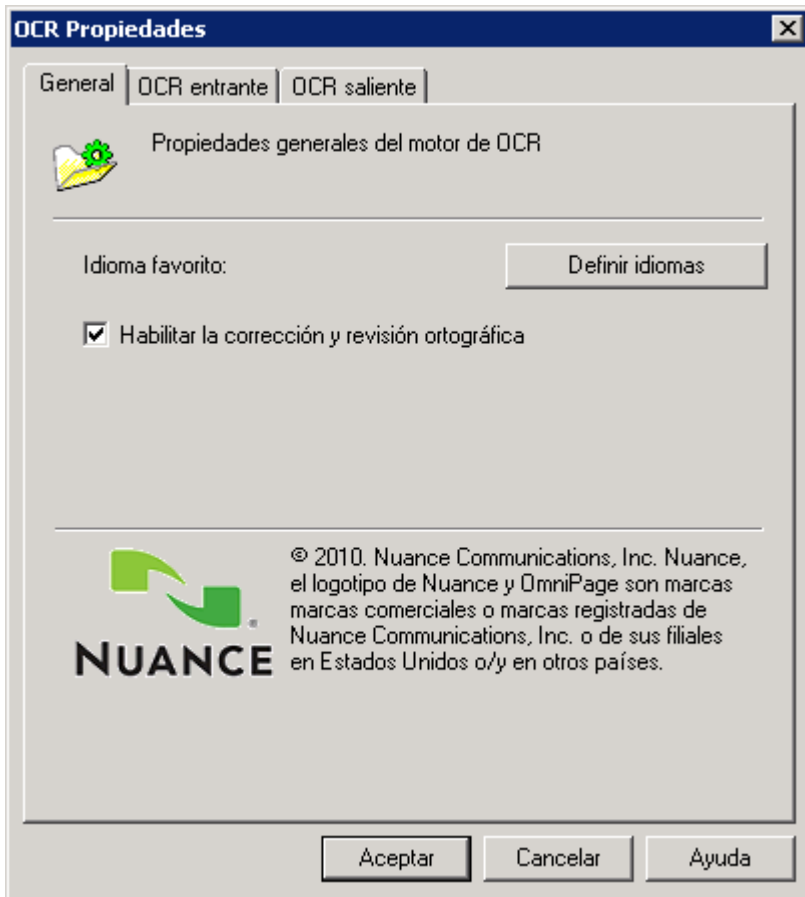 OCR Propiedades
General
OCR entrante
OCR saliente
Propiedades generales del motor de OCR
Idioma favorito:
Definir idiomas
Habilitar la corrección y revisión ortográfica
© 2010. Nuance Communications, Inc. Nuance,
el logotipo de Nuance y OmniPage son marcas
marcas comerciales o marcas registradas de
Nuance Communications, Inc. o de sus filiales
en Estados Unidos o/y en otros países.
NUANCE
Aceptar
Cancelar
Ayuda